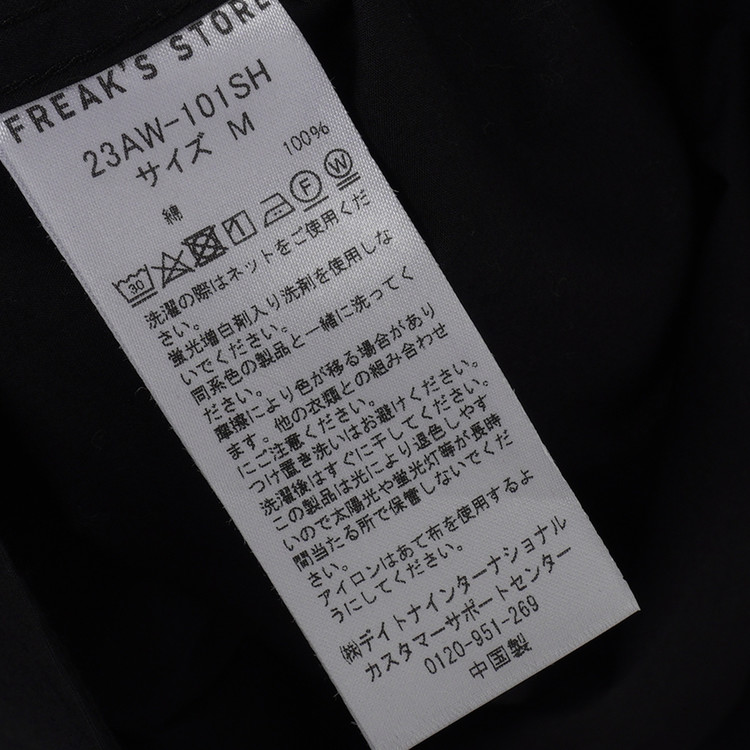 FREAK'S STORE
23AW-101SH
サイズ M
綿 100%
30 F W
洗濯の際はネットをご使用くだ
さい。
蛍光増白剤入り洗剤を使用しな
いでください。
同系色の製品と一緒に洗ってく
ださい。
摩擦により色が移る場合があり
ます。他の衣類との組み合わせ
にご注意ください。
つけ置き洗いはお避けください。
洗濯後はすぐに干してください。
この製品は光により退色しやす
いので太陽光や蛍光灯等が長時
間当たる所で保管しないでくだ
さい。
アイロンはあて布を使用するよ
うにしてください。
㈱デイトナインターナショナル
カスタマーサポートセンター
0120-951-269
中国製